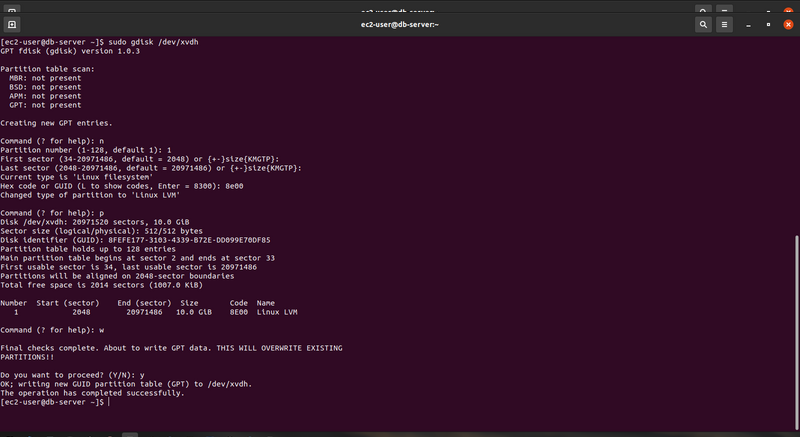 ec2-user@db-server:~
[ec2-user@db-server ~]$ sudo gdisk /dev/xvdh
GPT fdisk (gdisk) version 1.0.3
Partition table scan:
MBR: not present
BSD: not present
APM: not present
GPT: not present
Creating new GPT entries.
Command (? for help): n
Partition number (1-128, default 1): 1
First sector (34-20971486, default = 2048) or {+-}size{KMGTP}:
Last sector (2048-20971486, default = 20971486) or {+-}size{KMGTP}:
Current type is 'Linux filesystem'
Hex code or GUID (L to show codes, Enter = 8300): 8e00
Changed type of partition to 'Linux LVM'
Command (? for help): p
Disk /dev/xvdh: 20971520 sectors, 10.0 GiB
Sector size (logical/physical): 512/512 bytes
Disk identifier (GUID): 8FEFE177-3103-4339-B72E-DD099E70DF85
Partition table holds up to 128 entries
Main partition table begins at sector 2 and ends at sector 33
First usable sector is 34, last usable sector is 20971486
Partitions will be aligned on 2048-sector boundaries
Total free space is 2014 sectors (1007.0 KiB)
Number Start (sector) End (sector) Size Code Name
1 2048 20971486 10.0 GiB 8E00 Linux LVM
Command (? for help): w
Final checks complete. About to write GPT data. THIS WILL OVERWRITE EXISTING
PARTITIONS!!
Do you want to proceed? (Y/N): y
OK; writing new GUID partition table (GPT) to /dev/xvdh.
The operation has completed successfully.
[ec2-user@db-server ~]$